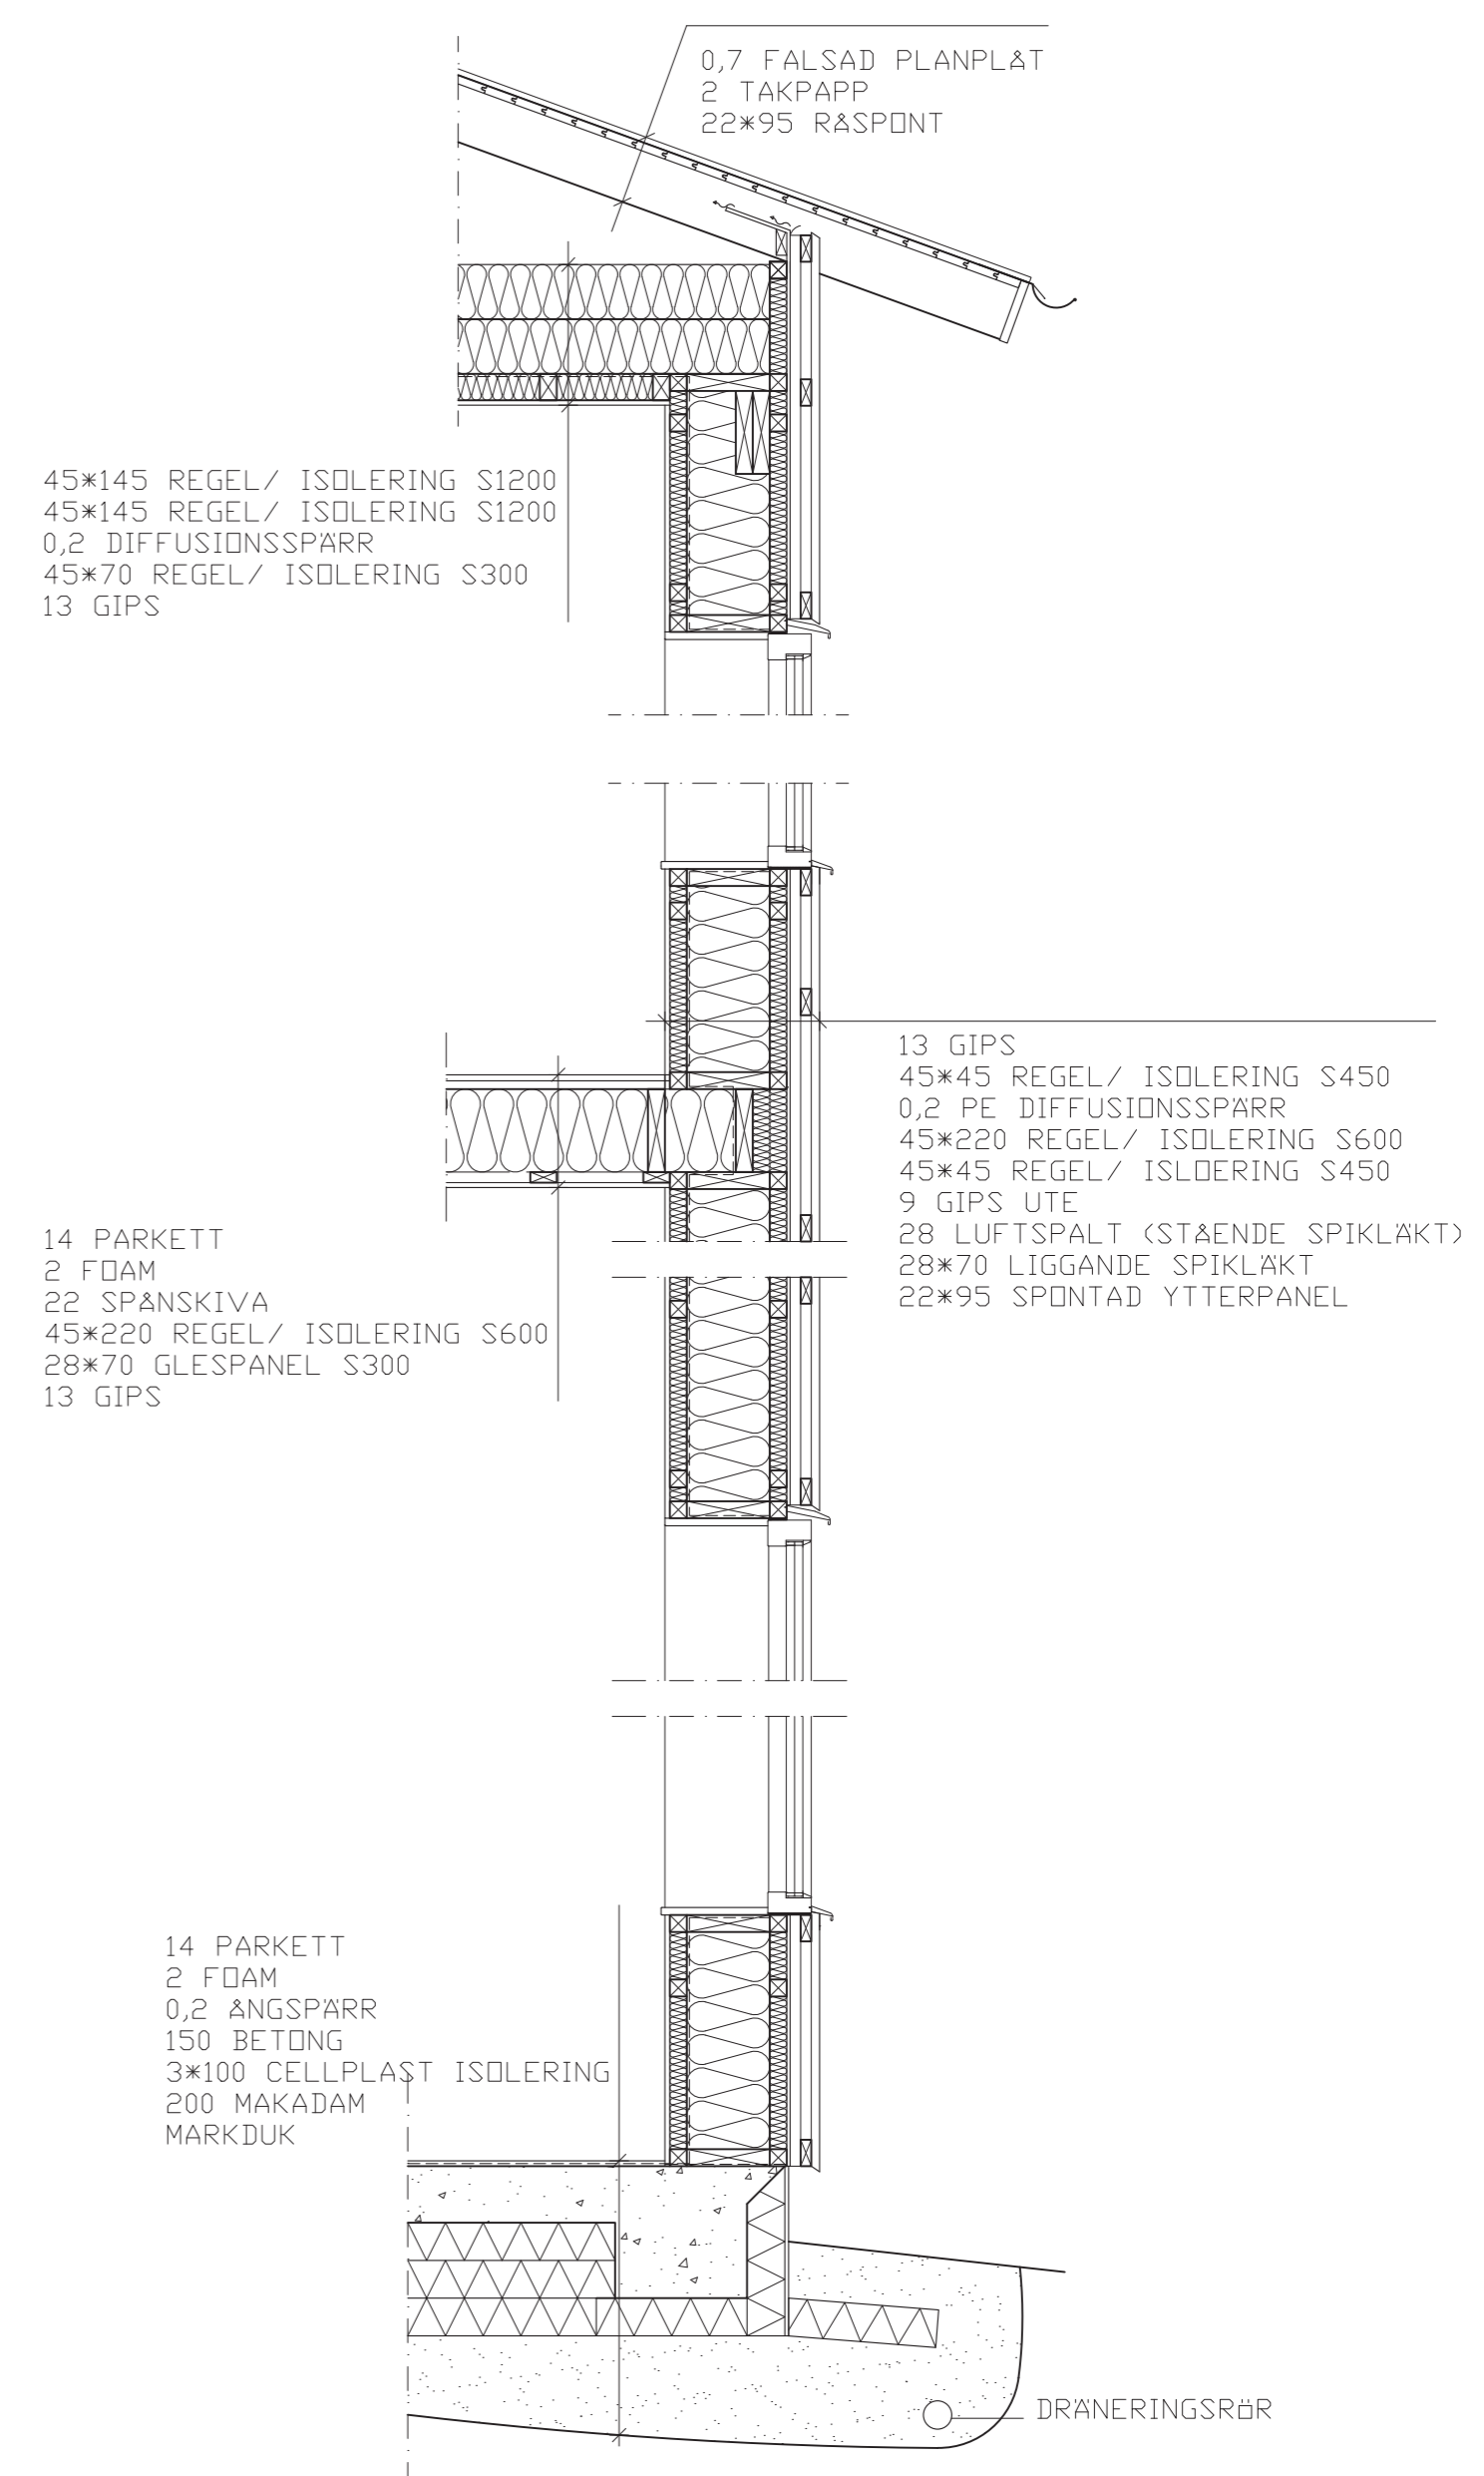 0,7 FALSAD PLANPLÅT
2 TAKPAPP
22*95 RÅSPONT
45*145 REGEL/ ISOLERING S1200
45*145 REGEL/ ISOLERING S1200
0,2 DIFFUSIONSSPÄRR
45*70 REGEL/ ISOLERING S300
13 GIPS
13 GIPS
45*45 REGEL/ ISOLERING S450
0,2 PE DIFFUSIONSSPÄRR
45*220 REGEL/ ISOLERING S600
45*45 REGEL/ ISLOERING S450
9 GIPS UTE
28 LUFTSPALT (STÅENDE SPIKLÄKT)
28*70 LIGGANDE SPIKLÄKT
22*95 SPONTAD YTTERPANEL
14 PARKETT
2 FOAM
22 SPÅNSKIVA
45*220 REGEL/ ISOLERING S600
28*70 GLESPANEL S300
13 GIPS
14 PARKETT
2 FOAM
0,2 ÅNGSPÄRR
150 BETONG
3*100 CELLPLAST ISOLERING
200 MAKADAM
MARKDUK
DRÄNERINGSRÖR